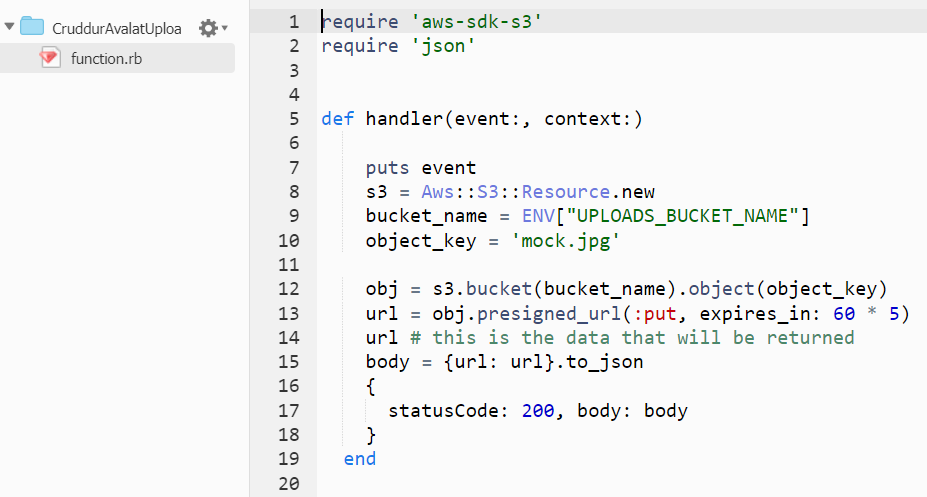 CruddurAvalatUploa
function.rb
1 require 'aws-sdk-s3'
2 require 'json'
3
4
5 def handler(event:, context:)
6
7 puts event
8 s3 = Aws::S3::Resource.new
9 bucket_name = ENV["UPLOADS_BUCKET_NAME"]
10 object_key = 'mock.jpg'
11
12 obj = s3.bucket(bucket_name).object(object_key)
13 url = obj.presigned_url(:put, expires_in: 60 * 5)
14 url # this is the data that will be returned
15 body = {url: url}.to_json
16 {
17 statusCode: 200, body: body
18 }
19 end
20